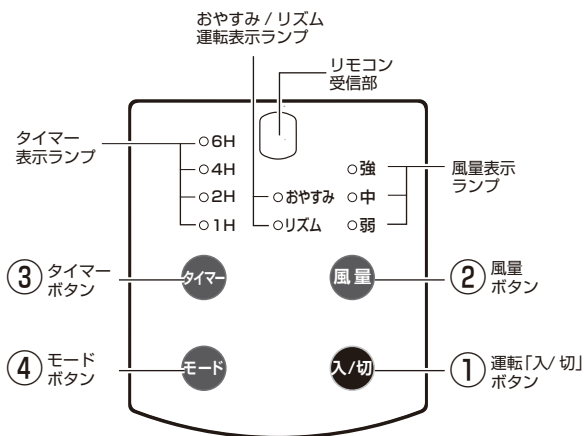 おやすみ / リズム
運転表示ランプ
リモコン
受信部
タイマー
表示ランプ
6H
4H
2H
1H
おやすみ
リズム
強
中
弱
風量表示
ランプ
③ タイマー
ボタン
タイマー
風量
② 風量
ボタン
④ モード
ボタン
モード
入/切
① 運転「入/切」
ボタン